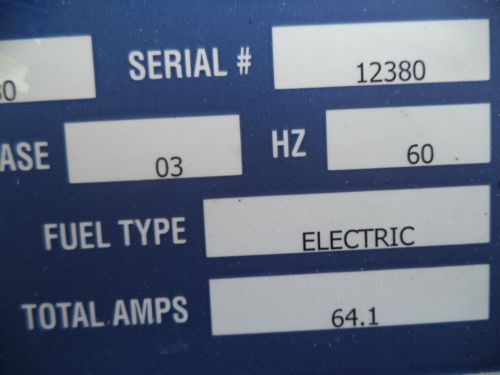 SERIAL # 12380
03 HZ 60
FUEL TYPE ELECTRIC
TOTAL AMPS 64.1